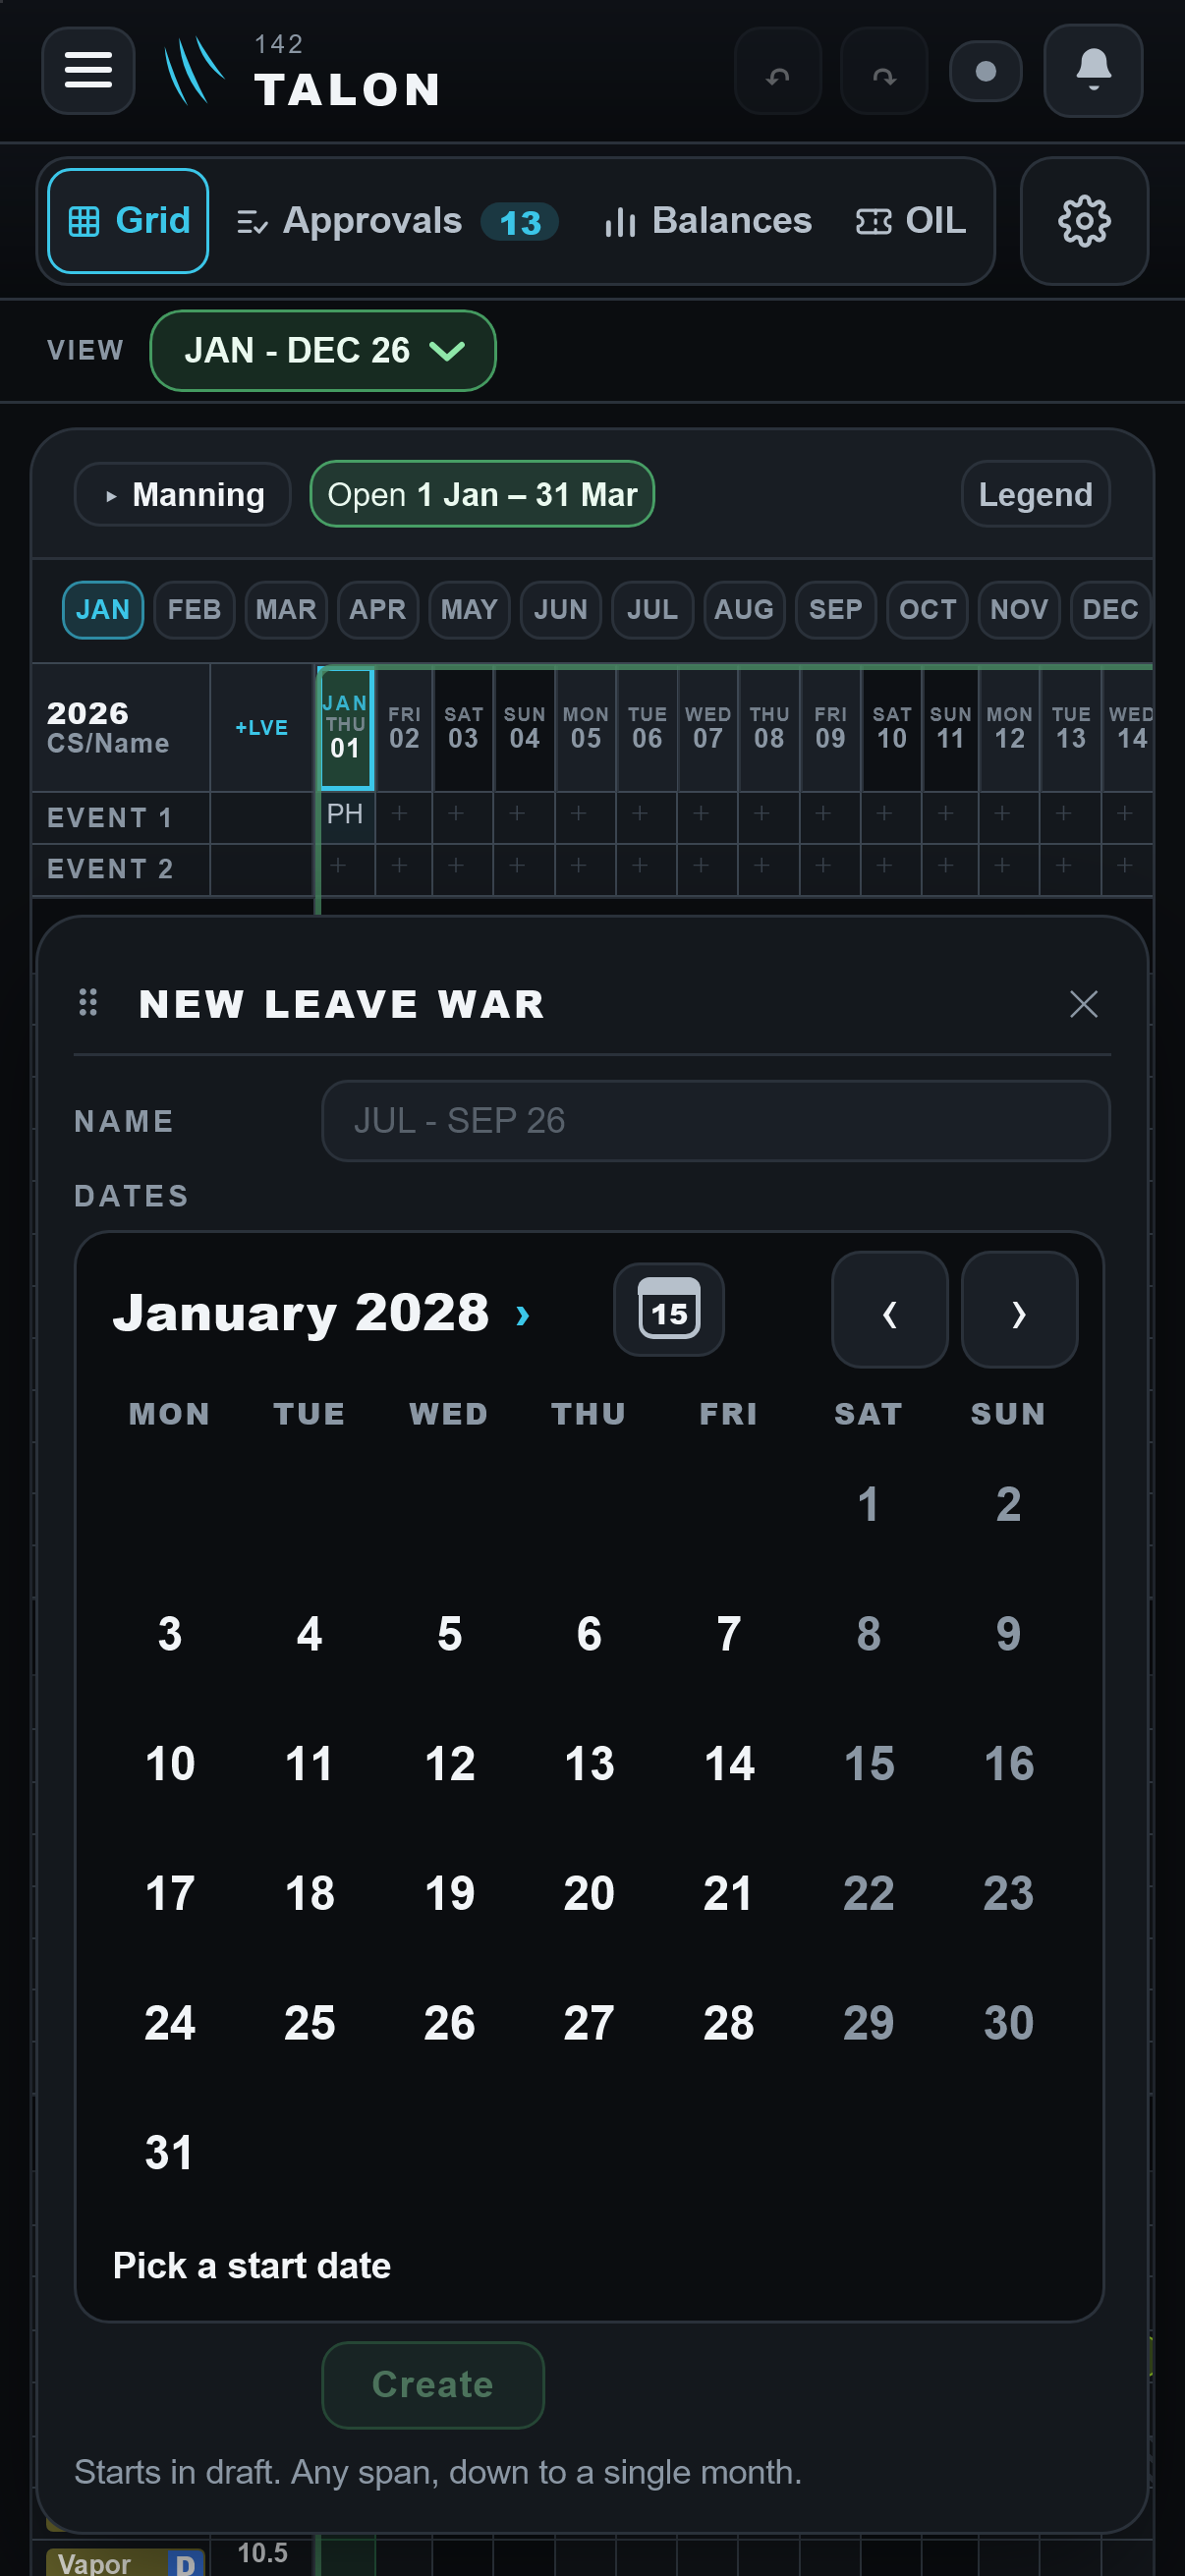 142
TALON
Grid
Approvals 13
Balances
OIL
VIEW
JAN - DEC 26
Manning
Open 1 Jan – 31 Mar
Legend
JAN FEB MAR APR MAY JUN JUL AUG SEP OCT NOV DEC
2026
CS/Name
+LVE
JAN
THU FRI SAT SUN MON TUE WED THU FRI SAT SUN MON TUE WED
01 02 03 04 05 06 07 08 09 10 11 12 13 14
EVENT 1 PH + + + + + + + + + + + + +
EVENT 2 + + + + + + + + + + + + + +
NEW LEAVE WAR
NAME JUL - SEP 26
DATES
January 2028 › 15 ‹ ›
MON TUE WED THU FRI SAT SUN
1 2
3 4 5 6 7 8 9
10 11 12 13 14 15 16
17 18 19 20 21 22 23
24 25 26 27 28 29 30
31
Pick a start date
Create
Starts in draft. Any span, down to a single month.
Vapor D 10.5